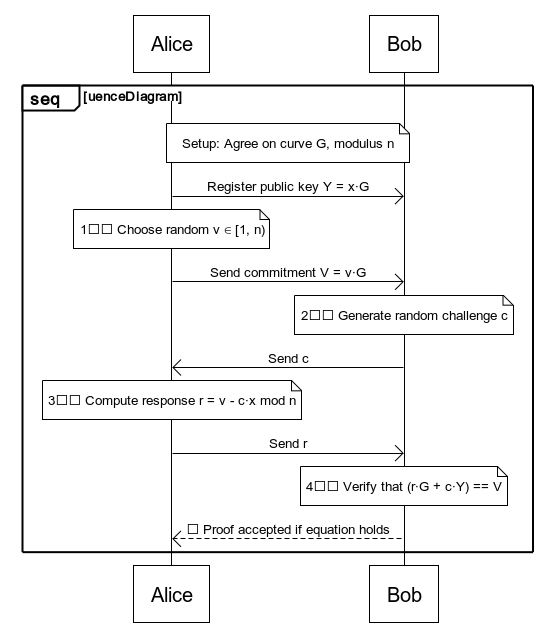 Alice Bob
seq [uenceDiagram]
Setup: Agree on curve G, modulus n
Register public key Y = x·G
1□□ Choose random v ∈ [1, n)
Send commitment V = v·G
2□□ Generate random challenge c
Send c
3□□ Compute response r = v - c·x mod n
Send r
4□□ Verify that (r·G + c·Y) == V
□ Proof accepted if equation holds
Alice Bob